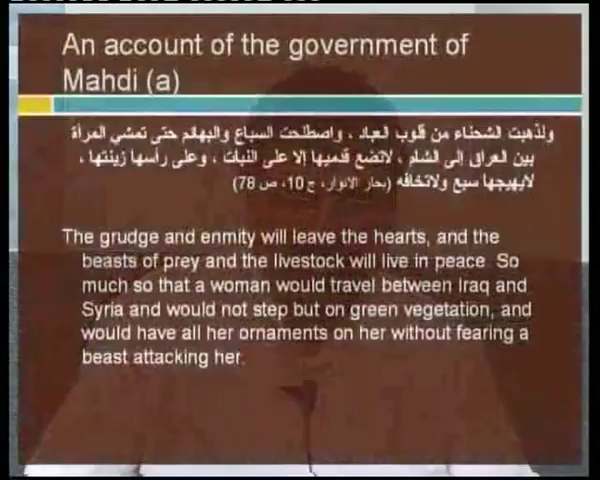 An account of the government of
Mahdi (a)
ولذهبت الشحناء من قلوب العباد ، واصطلحت السباع والبهائم حتى تمشي المرأة
بين العراق إلى الشام ، لاتضع قدميها إلا على النبات ، وعلى رأسها زينتها ،
لايهيجها سبع ولاتخافه (بحار الانوار، ج 10، ص 78)
The grudge and enmity will leave the hearts, and the
beasts of prey and the livestock will live in peace. So
much so that a woman would travel between Iraq and
Syria and would not step but on green vegetation, and
would have all her ornaments on her without fearing a
beast attacking her.